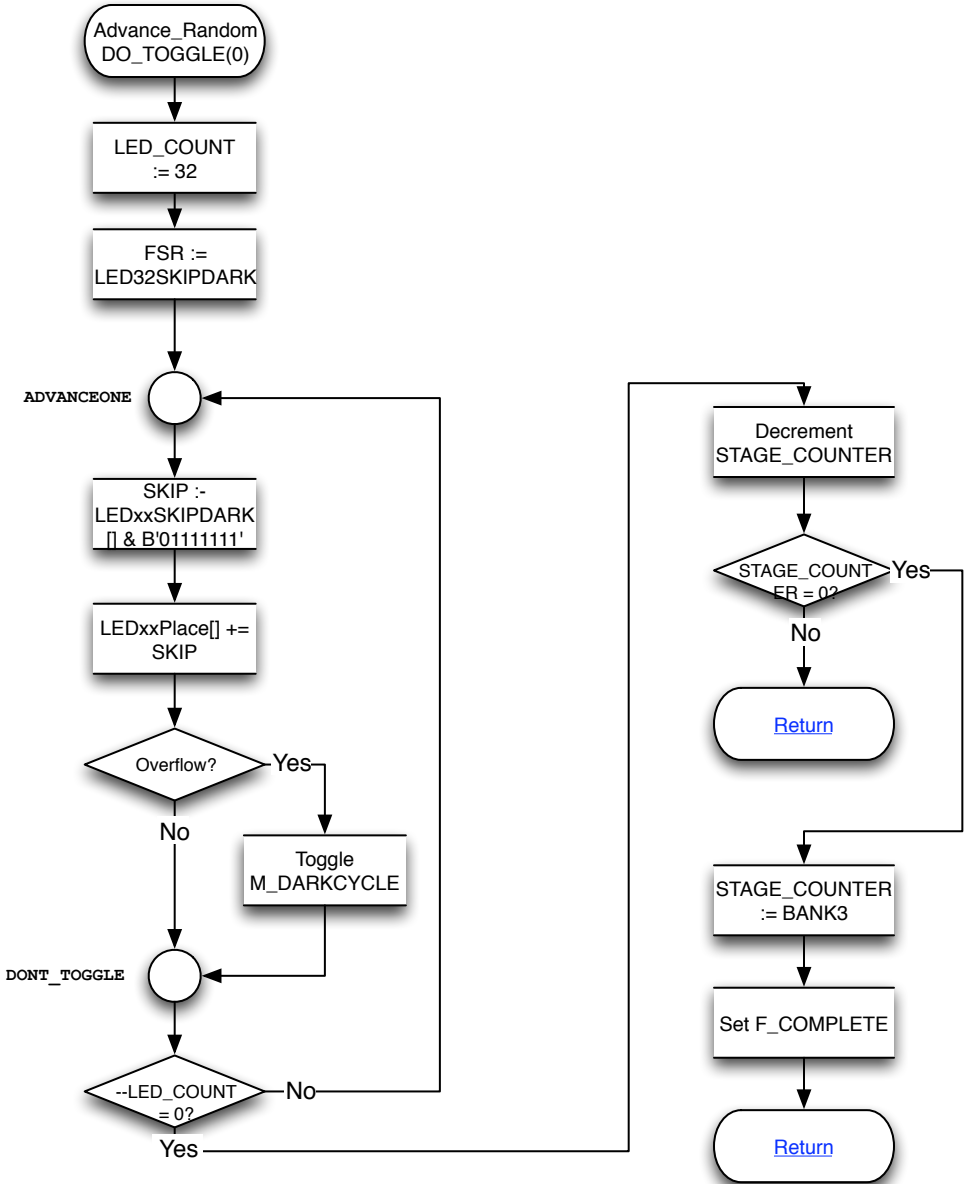 Advance_Random
DO_TOGGLE(0)
LED_COUNT
:= 32
FSR :=
LED32SKIPDARK
ADVANCEONE
SKIP :-
LEDxxSKIPDARK
[] & B'01111111'
LEDxxPlace[] +=
SKIP
Overflow?
Yes
No
Toggle
M_DARKCYCLE
DONT_TOGGLE
--LED_COUNT
= 0?
No
Yes
Decrement
STAGE_COUNTER
STAGE_COUNT
ER = 0?
Yes
No
Return
STAGE_COUNTER
:= BANK3
Set F_COMPLETE
Return